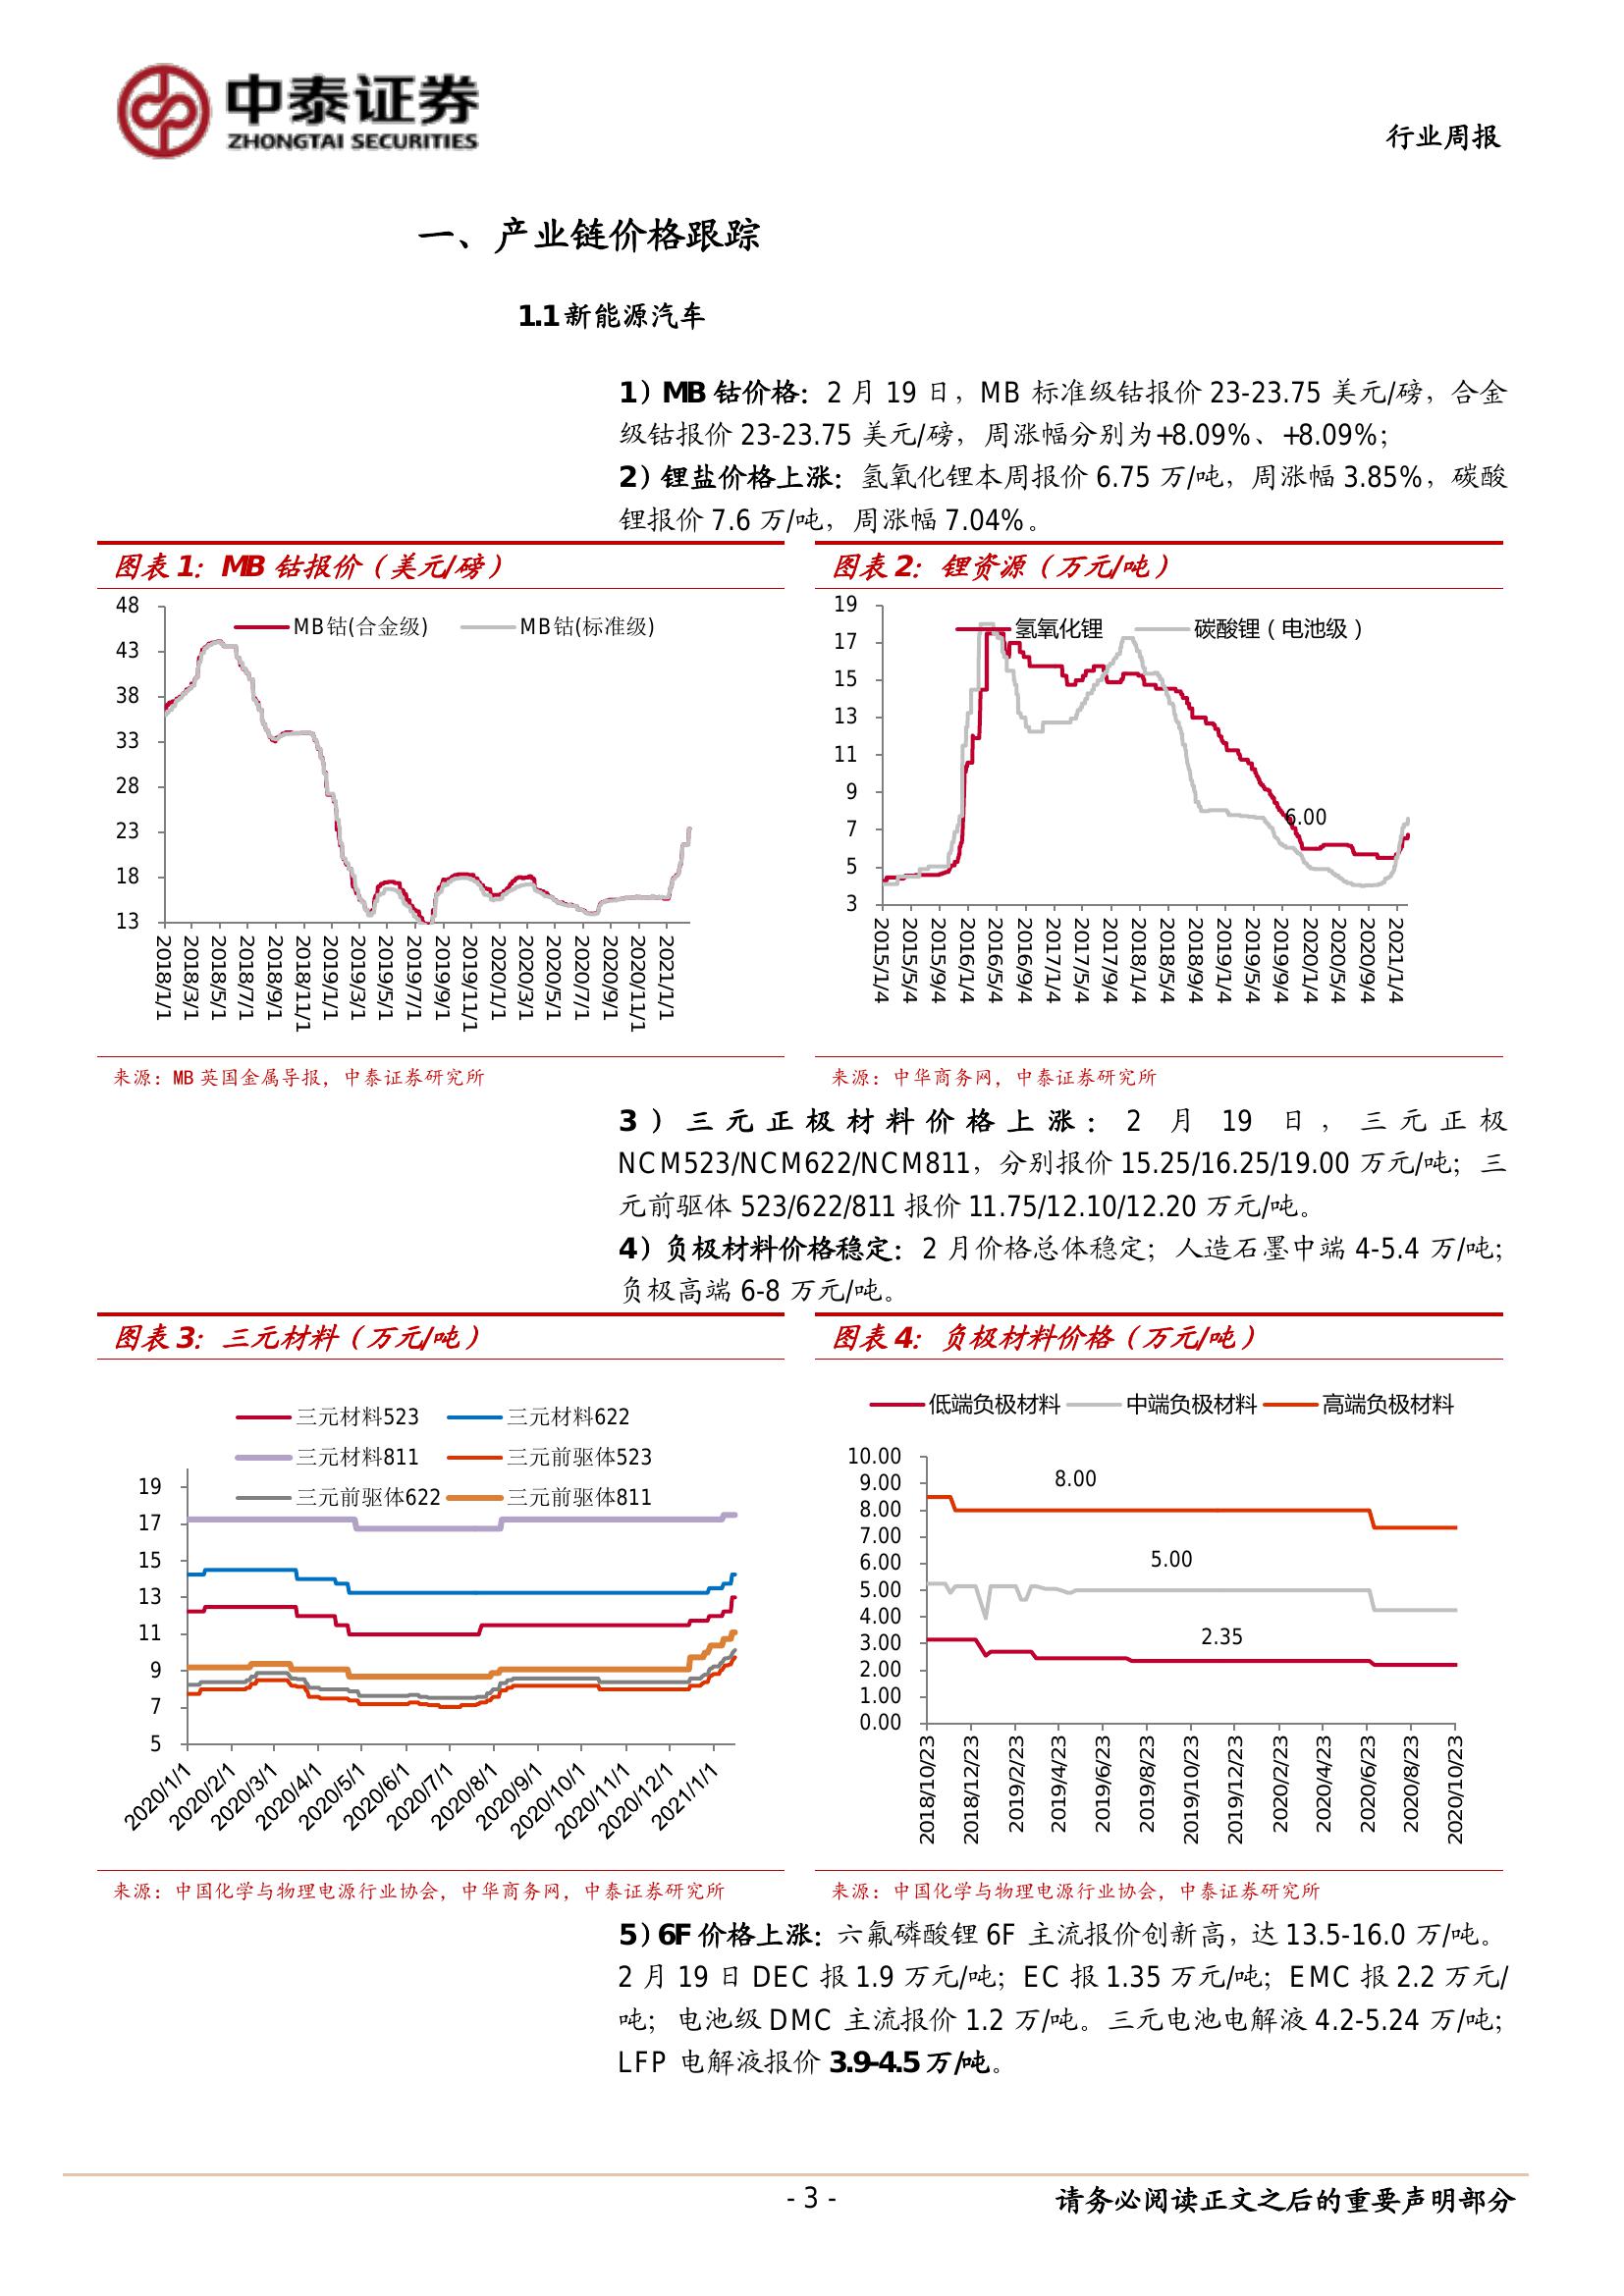 中泰证券
ZHONGTAI SECURITIES
行业周报
一、产业链价格跟踪
1.1 新能源汽车
1）MB 钴价格：2 月 19 日，MB 标准级钴报价 23-23.75 美元/磅，合金
级钴报价 23-23.75 美元/磅，周涨幅分别为+8.09%、+8.09%；
2）锂盐价格上涨：氢氧化锂本周报价 6.75 万/吨，周涨幅 3.85%，碳酸
锂报价 7.6 万/吨，周涨幅 7.04%。
图表 1：MB 钴报价（美元/磅）
48
43
38
33
28
23
18
13
MB钴(合金级)
MB钴(标准级)
2018/1/1
2018/3/1
2018/5/1
2018/7/1
2018/9/1
2018/11/1
2019/1/1
2019/3/1
2019/5/1
2019/7/1
2019/9/1
2019/11/1
2020/1/1
2020/3/1
2020/5/1
2020/7/1
2020/9/1
2020/11/1
2021/1/1
来源：MB 英国金属导报，中泰证券研究所
图表 2：锂资源（万元/吨）
19
17
15
13
11
9
7
5
3
氢氧化锂
碳酸锂（电池级）
6.00
2015/1/4
2015/5/4
2015/9/4
2016/1/4
2016/5/4
2016/9/4
2017/1/4
2017/5/4
2017/9/4
2018/1/4
2018/5/4
2018/9/4
2019/1/4
2019/5/4
2019/9/4
2020/1/4
2020/5/4
2020/9/4
2021/1/4
来源：中华商务网，中泰证券研究所
3）三元正极材料价格上涨：2 月 19 日，三元正极
NCM523/NCM622/NCM811，分别报价 15.25/16.25/19.00 万元/吨；三
元前驱体 523/622/811 报价 11.75/12.10/12.20 万元/吨。
4）负极材料价格稳定：2 月价格总体稳定；人造石墨中端 4-5.4 万/吨；
负极高端 6-8 万元/吨。
图表 3：三元材料（万元/吨）
三元材料523
三元材料622
三元材料811
三元前驱体523
三元前驱体622
三元前驱体811
19
17
15
13
11
9
7
5
2020/1/1
2020/2/1
2020/3/1
2020/4/1
2020/5/1
2020/6/1
2020/7/1
2020/8/1
2020/9/1
2020/10/1
2020/11/1
2020/12/1
2021/1/1
来源：中国化学与物理电源行业协会，中华商务网，中泰证券研究所
图表 4：负极材料价格（万元/吨）
低端负极材料
中端负极材料
高端负极材料
10.00
9.00
8.00
7.00
6.00
5.00
4.00
3.00
2.00
1.00
0.00
8.00
5.00
2.35
2018/10/23
2018/12/23
2019/2/23
2019/4/23
2019/6/23
2019/8/23
2019/10/23
2019/12/23
2020/2/23
2020/4/23
2020/6/23
2020/8/23
2020/10/23
来源：中国化学与物理电源行业协会，中泰证券研究所
5）6F 价格上涨：六氟磷酸锂 6F 主流报价创新高，达 13.5-16.0 万/吨。
2 月 19 日 DEC 报 1.9 万元/吨；EC 报 1.35 万元/吨；EMC 报 2.2 万元/
吨；电池级 DMC 主流报价 1.2 万/吨。三元电池电解液 4.2-5.24 万/吨；
LFP 电解液报价 3.9-4.5 万/吨。
- 3 -
请务必阅读正文之后的重要声明部分